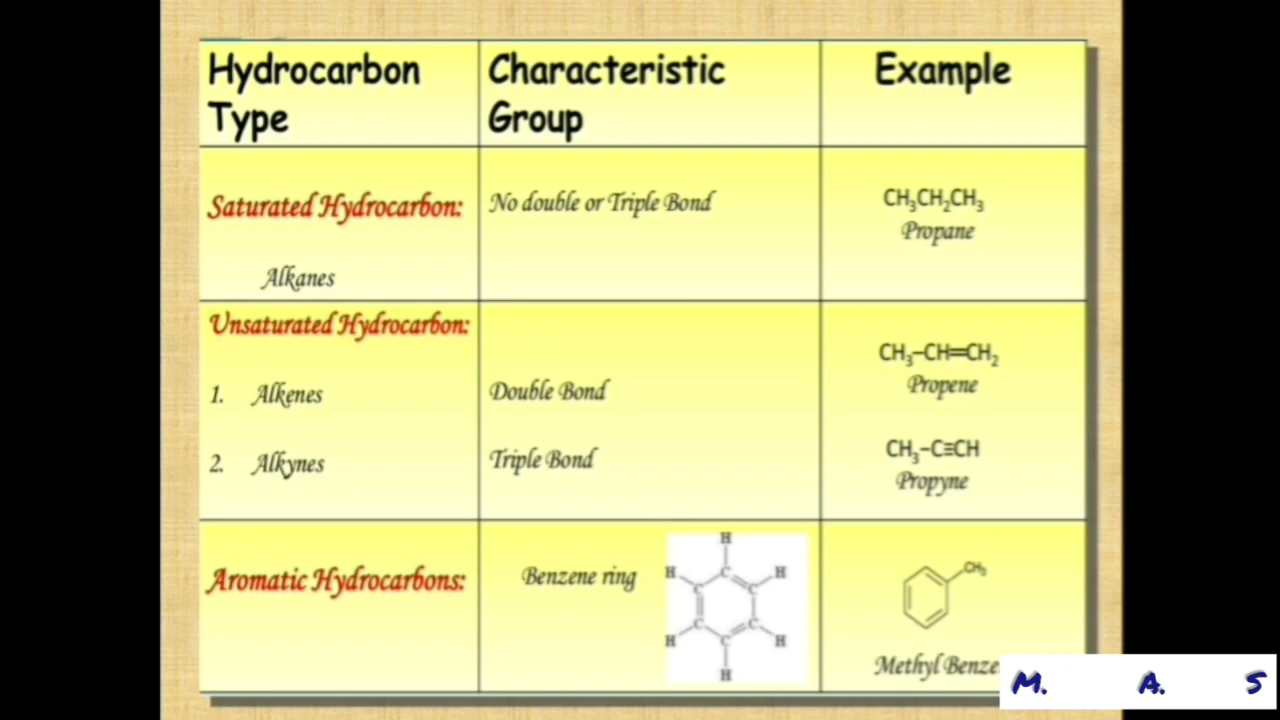 Hydrocarbon Type
Characteristic Group
Example
Saturated Hydrocarbon:
Alkanes
No double or Triple Bond
CH₃CH₂CH₃
Propane
Unsaturated Hydrocarbon:
1. Alkenes
Double Bond
CH₃–CH=CH₂
Propene
2. Alkynes
Triple Bond
CH₃–C≡CH
Propyne
Aromatic Hydrocarbons:
Benzene ring
H
H
C
H
C
C
C
C
H
C
H
H
CH₃
Methyl
M. A. S